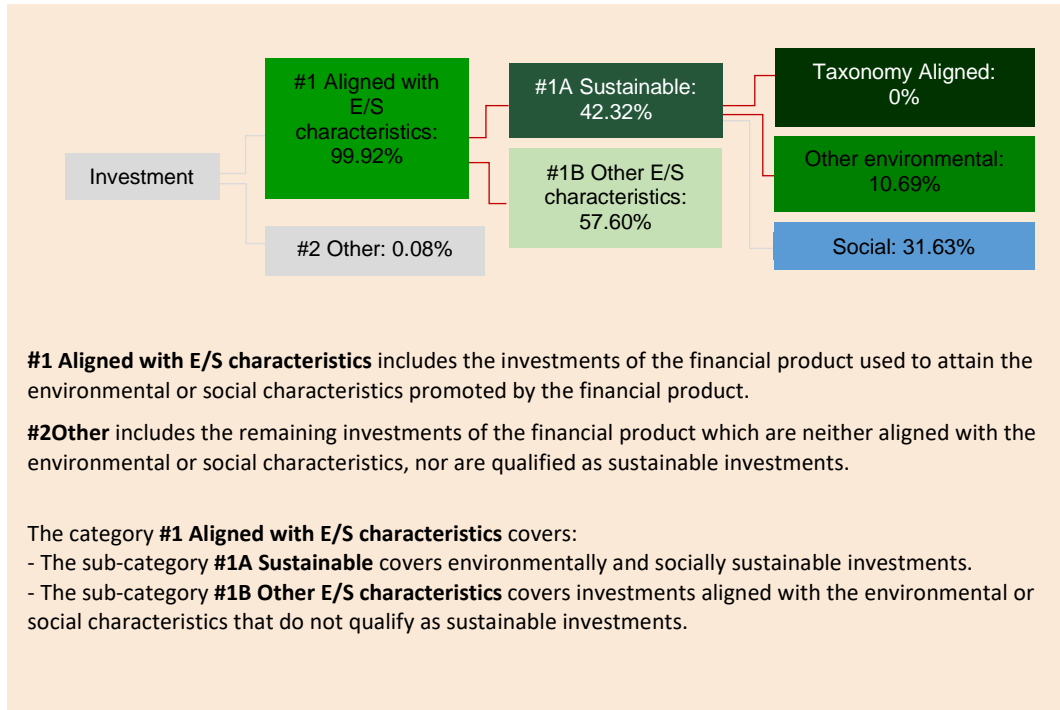 Investment
#1 Aligned with
E/S
characteristics:
99.92%
#2 Other: 0.08%
#1A Sustainable:
42.32%
#1B Other E/S
characteristics:
57.60%
Taxonomy Aligned:
0%
Other environmental:
10.69%
Social: 31.63%
#1 Aligned with E/S characteristics includes the investments of the financial product used to attain the
environmental or social characteristics promoted by the financial product.
#2Other includes the remaining investments of the financial product which are neither aligned with the
environmental or social characteristics, nor are qualified as sustainable investments.
The category #1 Aligned with E/S characteristics covers:
- The sub-category #1A Sustainable covers environmentally and socially sustainable investments.
- The sub-category #1B Other E/S characteristics covers investments aligned with the environmental or
social characteristics that do not qualify as sustainable investments.